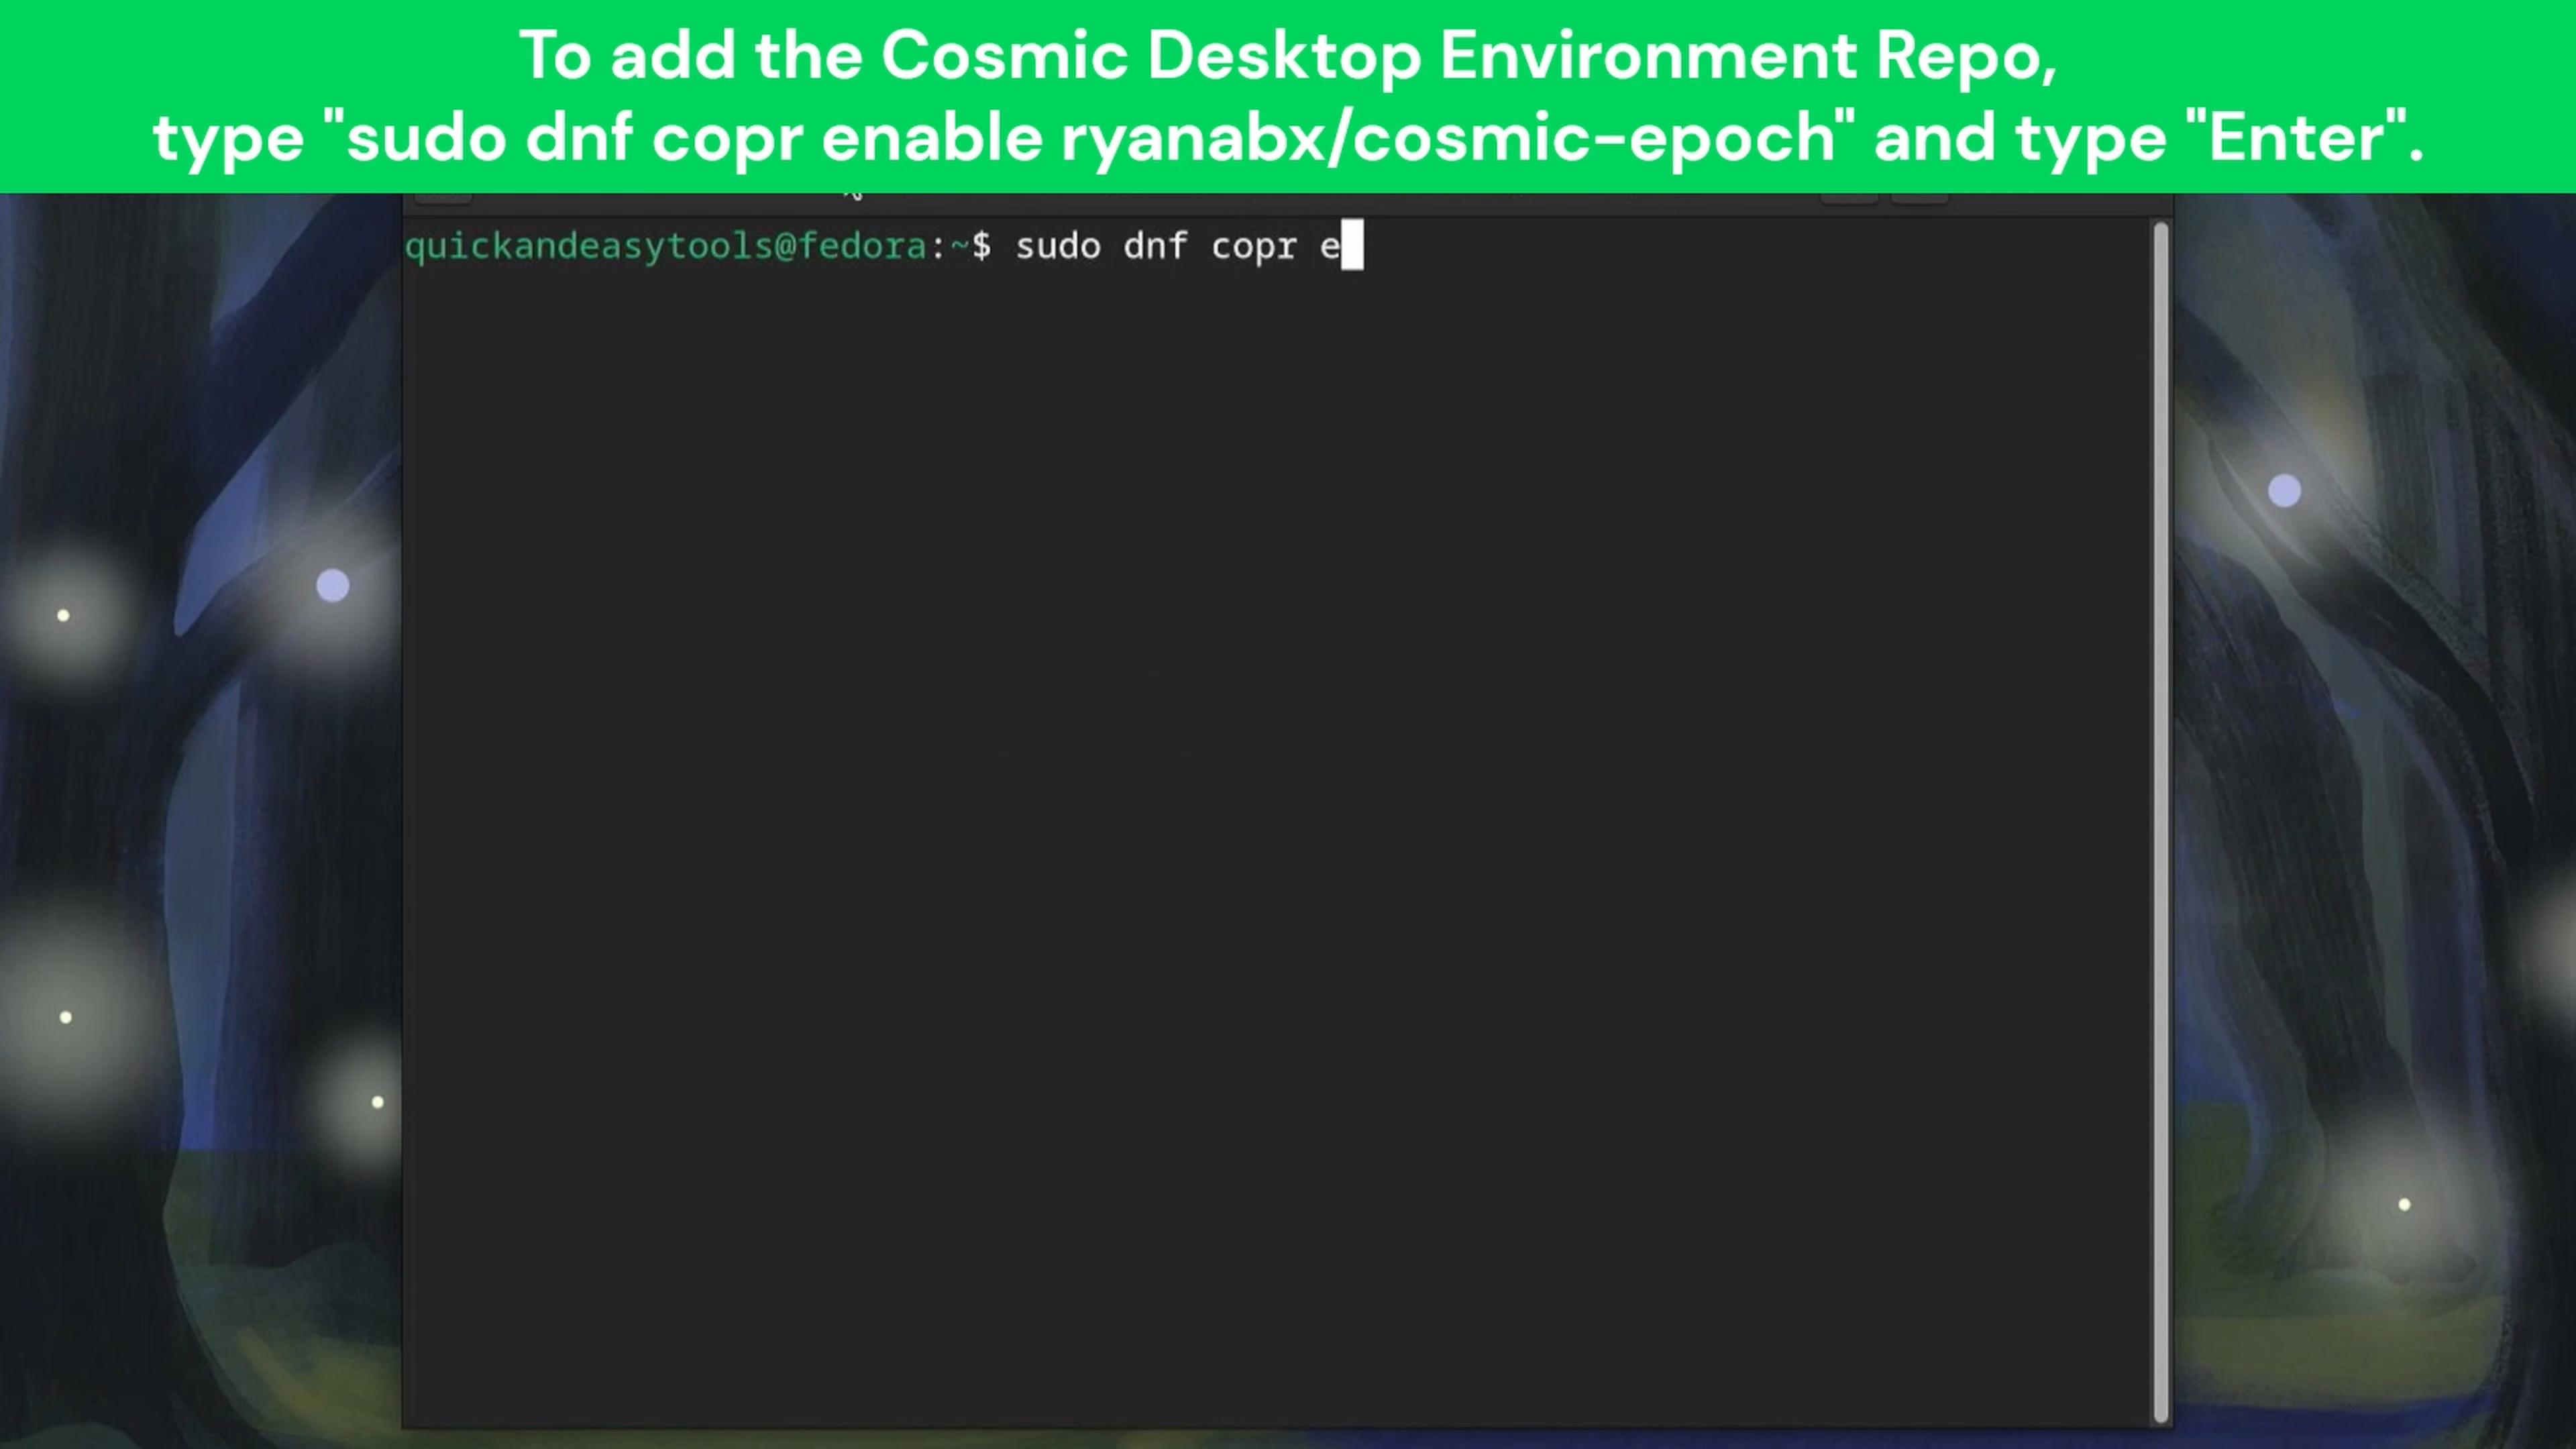 To add the Cosmic Desktop Environment Repo,
type "sudo dnf copr enable ryanabx/cosmic-epoch" and type "Enter".
quickandeasytools@fedora:~$ sudo dnf copr e